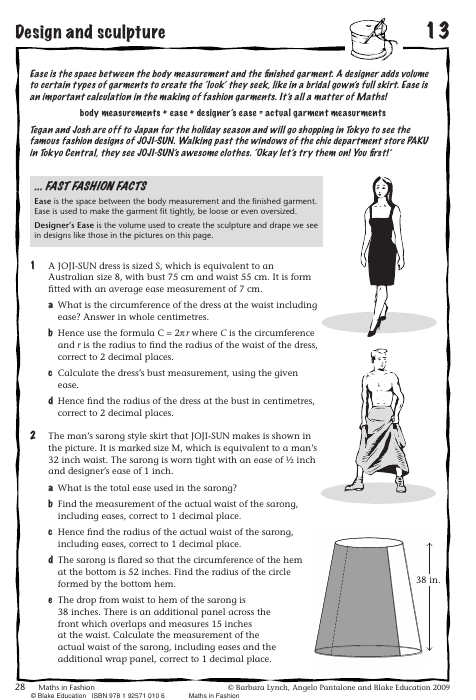 Design and sculpture
13
Ease is the space between the body measurement and the finished garment. A designer adds volume
to certain types of garments to create the 'look' they seek, like in a bridal gown's full skirt. Ease is
an important calculation in the making of fashion garments. It's all a matter of Maths!
body measurements + ease + designer's ease = actual garment measurments
Tegan and Josh are off to Japan for the holiday season and will go shopping in Tokyo to see the
famous fashion designs of JOJI-SUN. Walking past the windows of the chic department store PAKU
in Tokyo Central, they see JOJI-SUN's awesome clothes. 'Okay let's try them on! You first!'
... FAST FASHION FACTS
Ease is the space between the body measurement and the finished garment.
Ease is used to make the garment fit tightly, be loose or even oversized.
Designer's Ease is the volume used to create the sculpture and drape we see
in designs like those in the pictures on this page.
1 A JOJI-SUN dress is sized S, which is equivalent to an
Australian size 8, with bust 75 cm and waist 55 cm. It is form
fitted with an average ease measurement of 7 cm.
a What is the circumference of the dress at the waist including
ease? Answer in whole centimetres.
b Hence use the formula C = 2πr where C is the circumference
and r is the radius to find the radius of the waist of the dress,
correct to 2 decimal places.
c Calculate the dress's bust measurement, using the given
ease.
d Hence find the radius of the dress at the bust in centimetres,
correct to 2 decimal places.
2 The man's sarong style skirt that JOJI-SUN makes is shown in
the picture. It is marked size M, which is equivalent to a man's
32 inch waist. The sarong is worn tight with an ease of ½ inch
and designer's ease of 1 inch.
a What is the total ease used in the sarong?
b Find the measurement of the actual waist of the sarong,
including eases, correct to 1 decimal place.
c Hence find the radius of the actual waist of the sarong,
including eases, correct to 1 decimal place.
d The sarong is flared so that the circumference of the hem
at the bottom is 52 inches. Find the radius of the circle
formed by the bottom hem.
e The drop from waist to hem of the sarong is
38 inches. There is an additional panel across the
front which overlaps and measures 15 inches
at the waist. Calculate the measurement of the
actual waist of the sarong, including eases and the
additional wrap panel, correct to 1 decimal place.
38 in.
28 Maths in Fashion
© Barbara Lynch, Angelo Pantalone and Blake Education 2009
© Blake Education ISBN 978 1 92571 010 6 Maths in Fashion